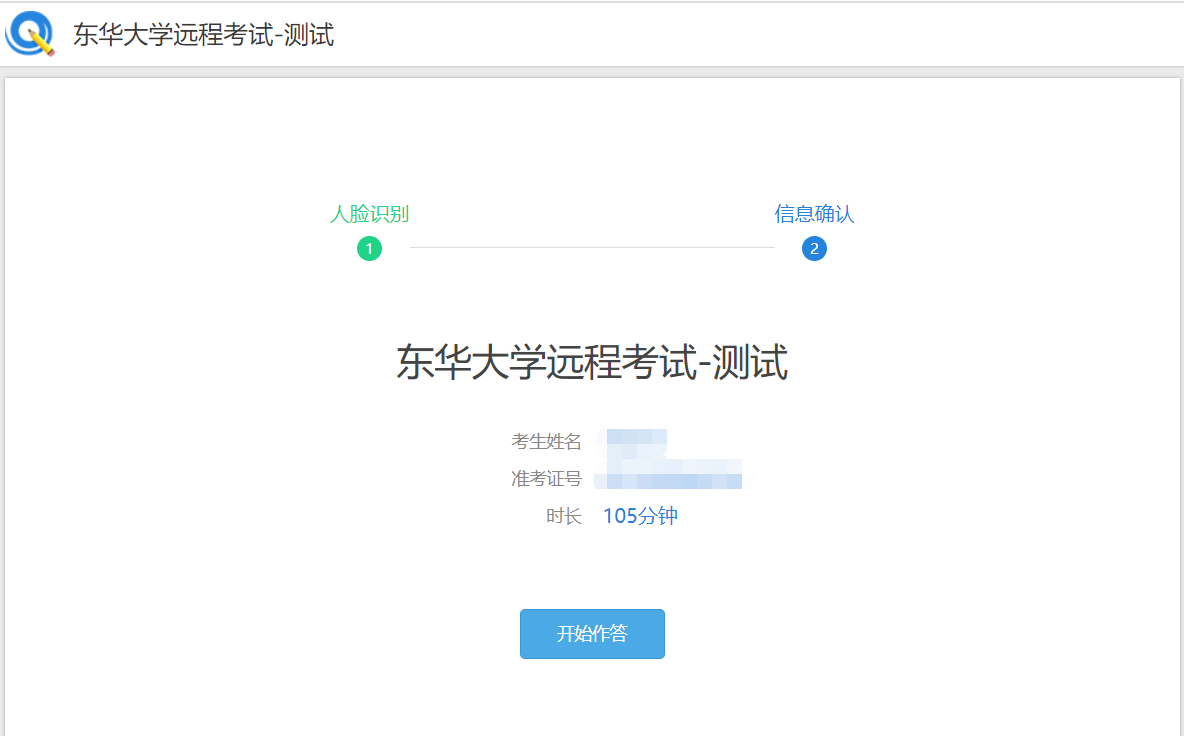 东华大学远程考试-测试
人脸识别 信息确认
1 2
东华大学远程考试-测试
考生姓名
准考证号
时长 105分钟
开始作答